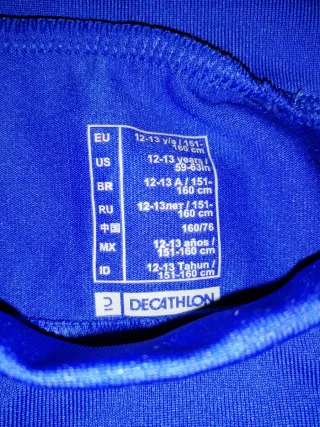 EU 12-13 y/a / 151-
160 cm
US 12-13 years /
59-63in
BR 12-13 A / 151-
160 cm
RU 12-13лет / 151-
160 cm
中国 160/76
MX 12-13 años /
151-160 cm
ID 12-13 Tahun /
151-160 cm
DECATHLON